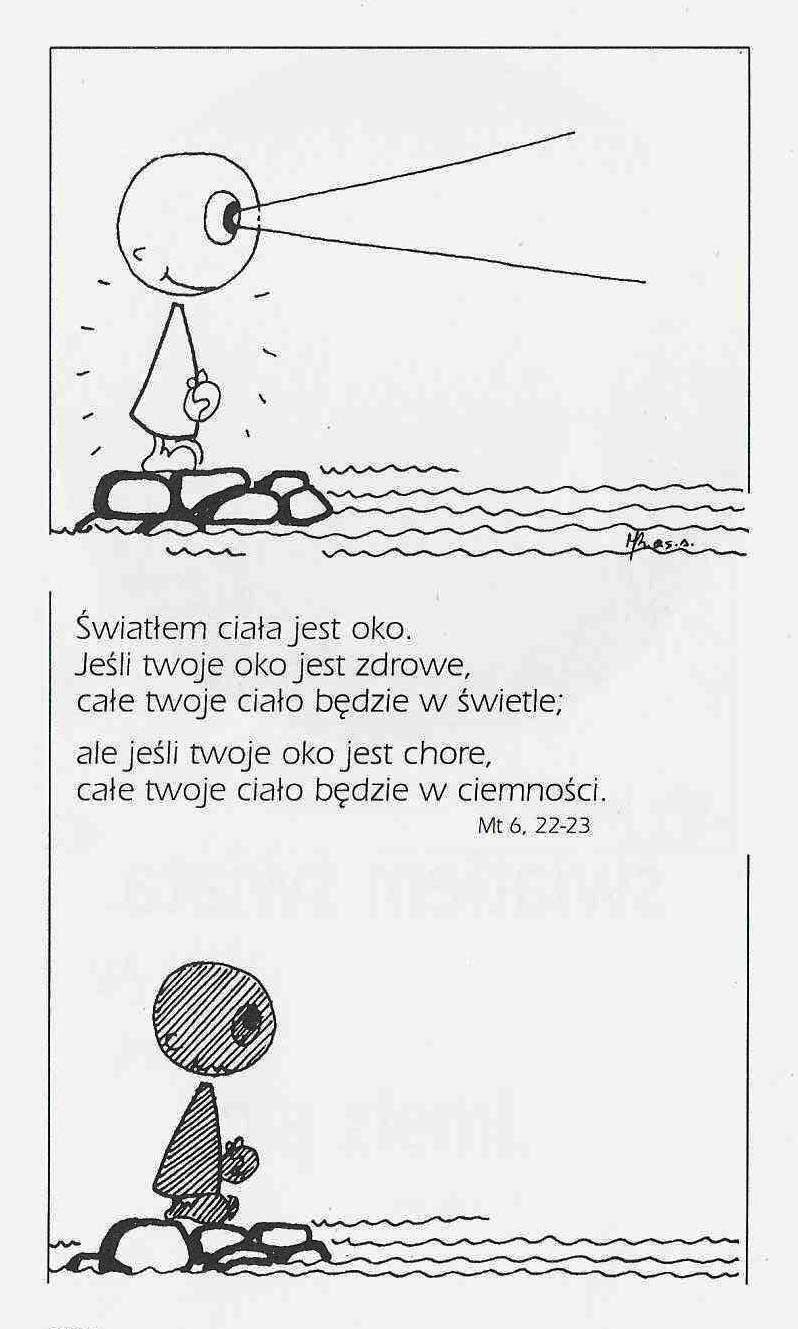 Światłem ciała jest oko.
Jeśli twoje oko jest zdrowe,
całe twoje ciało będzie w świetle;
ale jeśli twoje oko jest chore,
całe twoje ciało będzie w ciemności.
Mt 6, 22-23